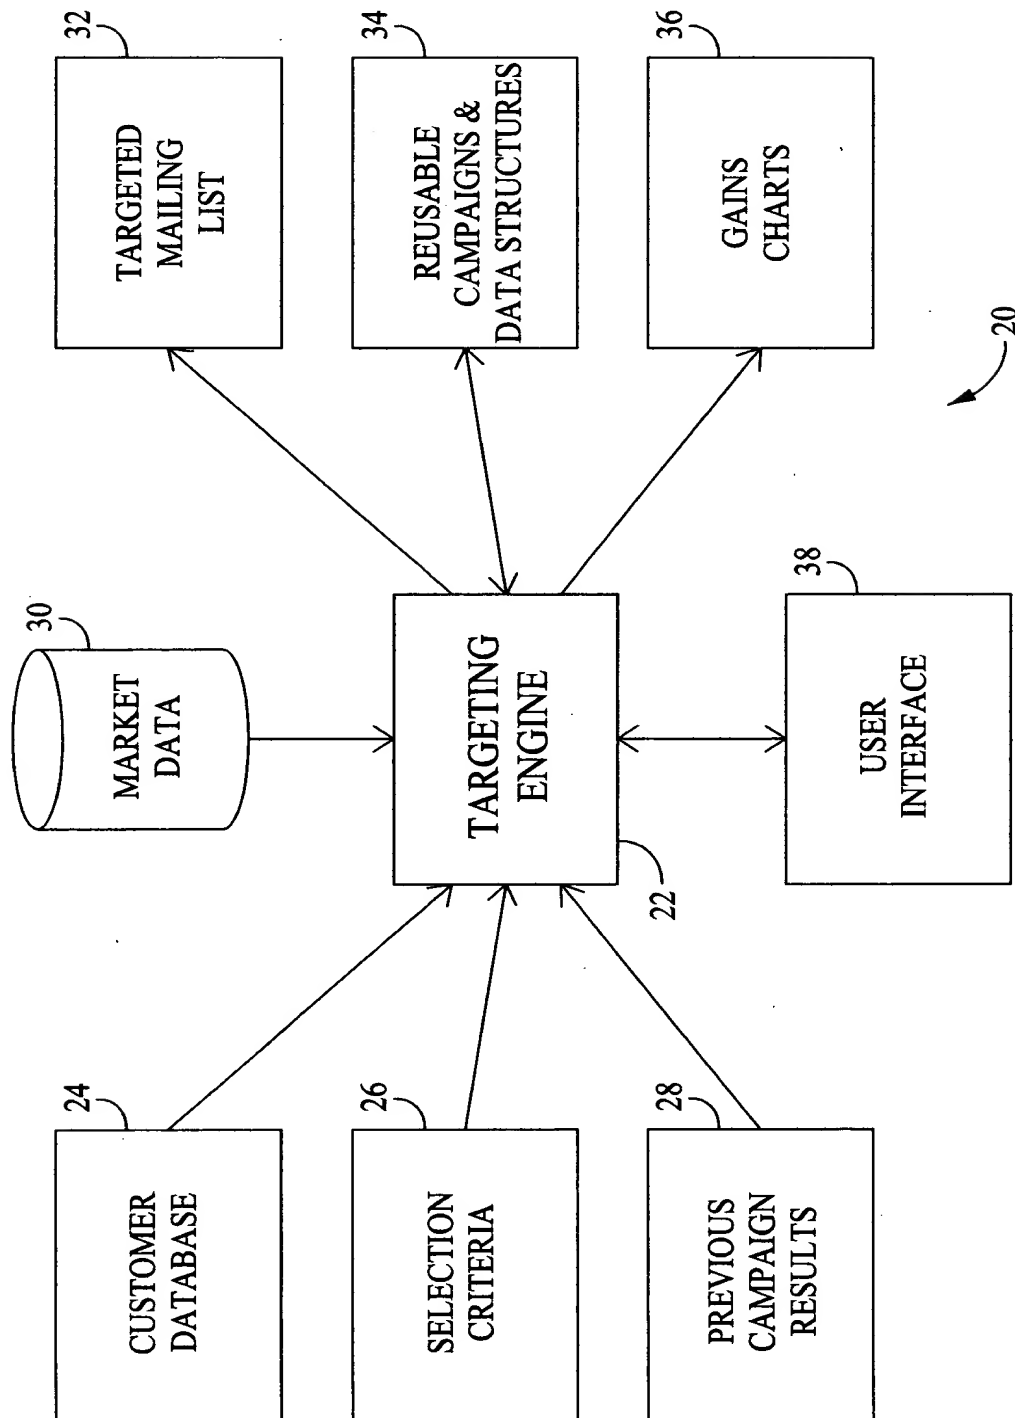 30
MARKET
DATA
24
CUSTOMER
DATABASE
32
TARGETED
MAILING
LIST
26
SELECTION
CRITERIA
TARGETING
ENGINE
22
34
REUSABLE
CAMPAIGNS &
DATA STRUCTURES
28
PREVIOUS
CAMPAIGN
RESULTS
36
GAINS
CHARTS
38
USER
INTERFACE
20